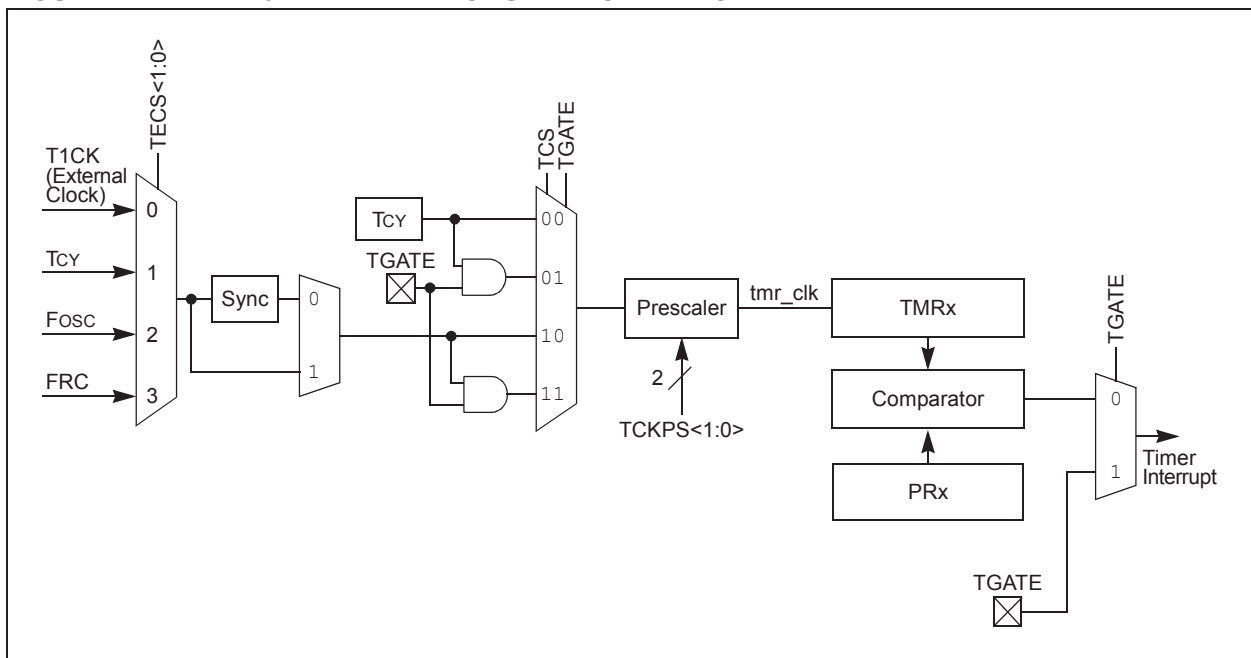 TECS<1:0>
T1CK
(External
Clock)
0
TCY
1
FOSC
2
FRC
3
Sync
0
1
TCY
TGATE
TCS
TGATE
00
01
10
11
Prescaler
2
TCKPS<1:0>
tmr_clk
TMRx
Comparator
PRx
TGATE
0
1
Timer
Interrupt
TGATE